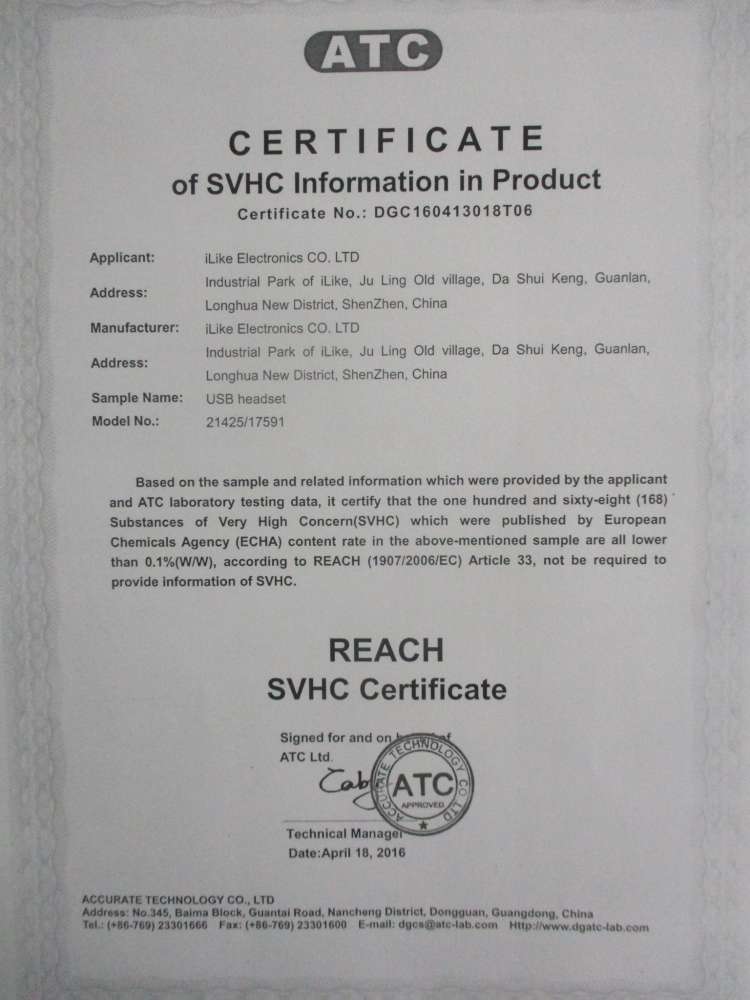 ATC
CERTIFICATE
of SVHC Information in Product
Certificate No.: DGC160413018T06
Applicant: iLike Electronics CO. LTD
Address: Industrial Park of iLike, Ju Ling Old village, Da Shui Keng, Guanlan,
Longhua New District, ShenZhen, China
Manufacturer: iLike Electronics CO. LTD
Address: Industrial Park of iLike, Ju Ling Old village, Da Shui Keng, Guanlan,
Longhua New District, ShenZhen, China
Sample Name: USB headset
Model No.: 21425/17591
Based on the sample and related information which were provided by the applicant
and ATC laboratory testing data, it certify that the one hundred and sixty-eight (168)
Substances of Very High Concern(SVHC) which were published by European
Chemicals Agency (ECHA) content rate in the above-mentioned sample are all lower
than 0.1%(W/W), according to REACH (1907/2006/EC) Article 33, not be required to
provide information of SVHC.
REACH
SVHC Certificate
Signed for and on of
ATC Ltd.
ACCURATE TECHNOLOGY CO. LTD
ATC
APPROVED
Technical Manager
Date:April 18, 2016
ACCURATE TECHNOLOGY CO., LTD
Address: No.345, Baima Block, Guantai Road, Nancheng District, Dongguan, Guangdong, China
Tel.: (+86-769) 23301666 Fax: (+86-769) 23301600 E-mail: dgcs@atc-lab.com Http://www.dgatc-lab.com